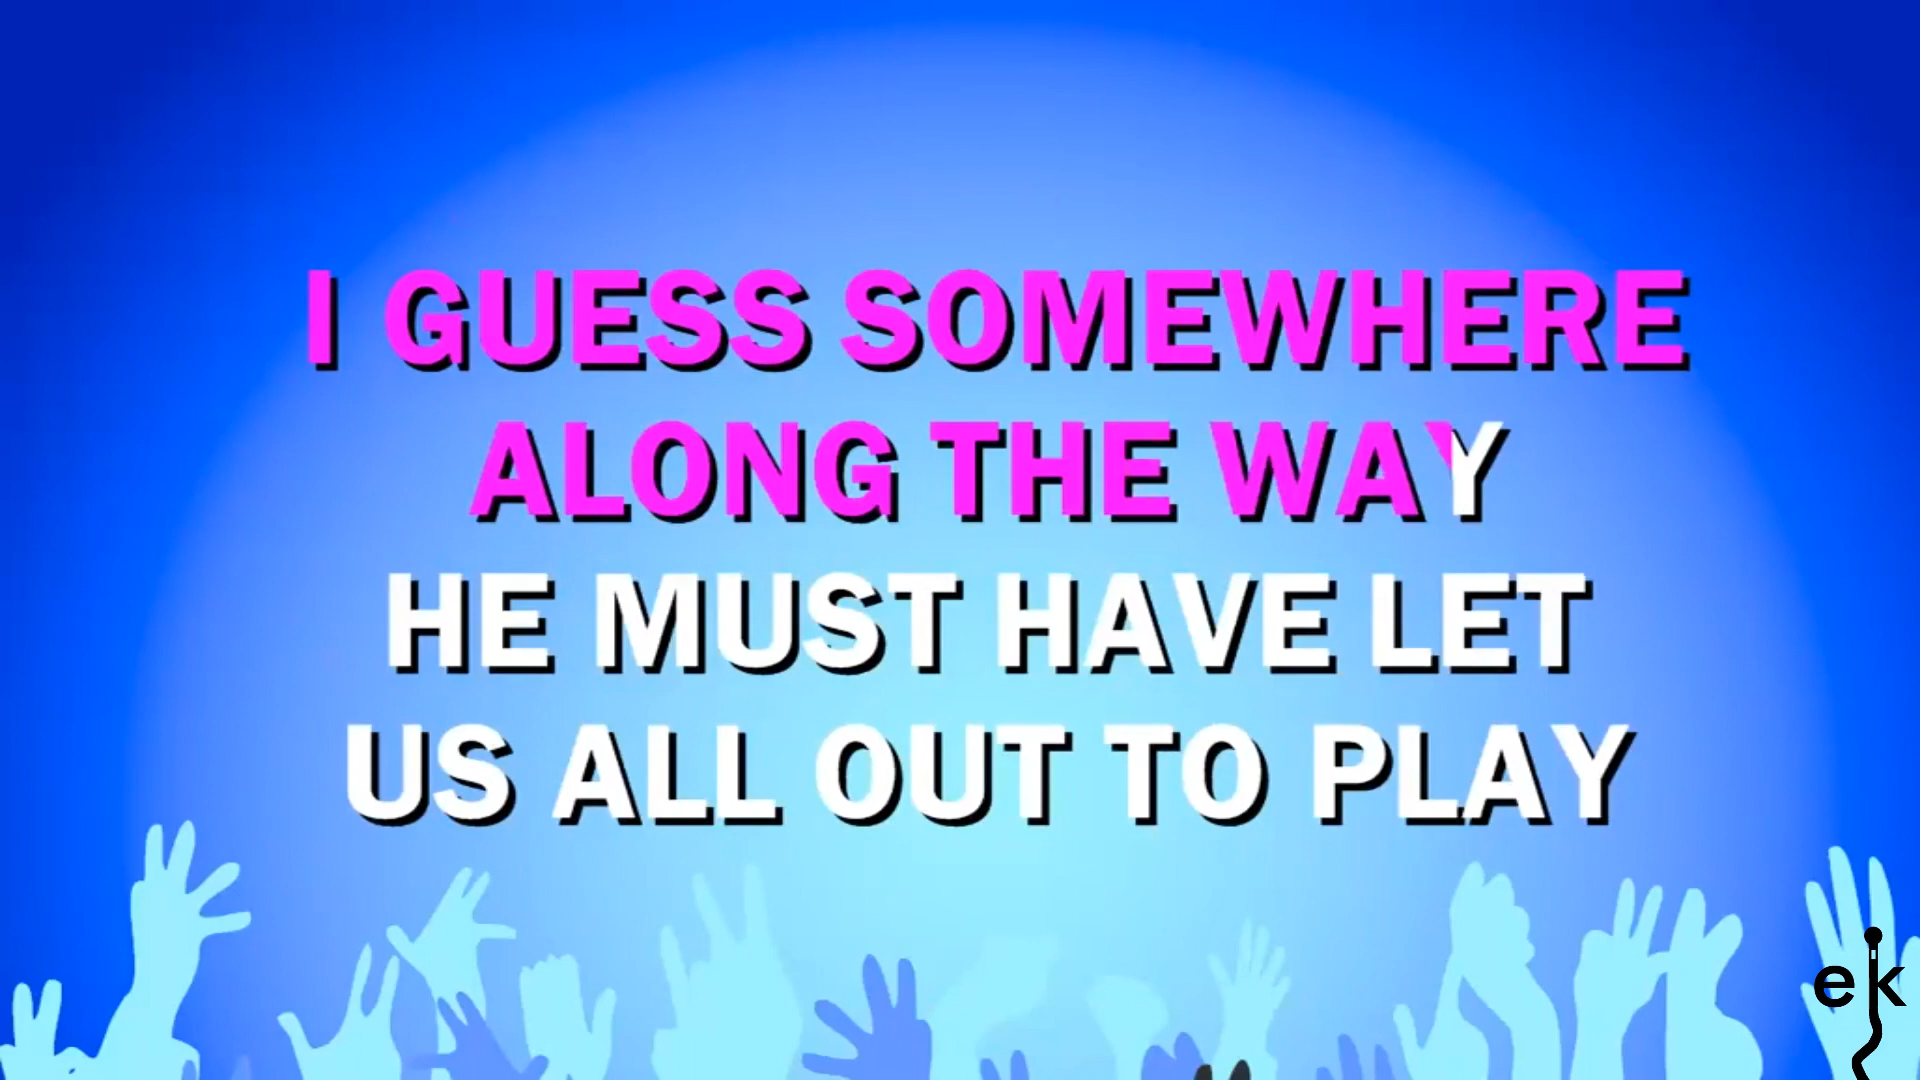 I GUESS SOMEWHERE
ALONG THE WAY
HE MUST HAVE LET
US ALL OUT TO PLAY
ek